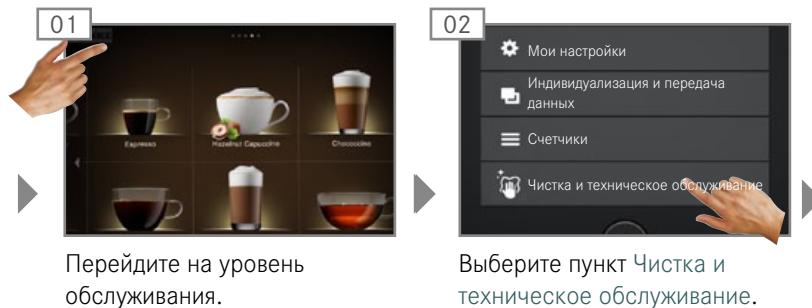 01
Espresso
Hazelnut Capuccino
Chococcino
Перейдите на уровень
обслуживания.
02
Мои настройки
Индивидуализация и передача
данных
Счетчики
Чистка и техническое обслуживание
Выберите пункт Чистка и
техническое обслуживание.